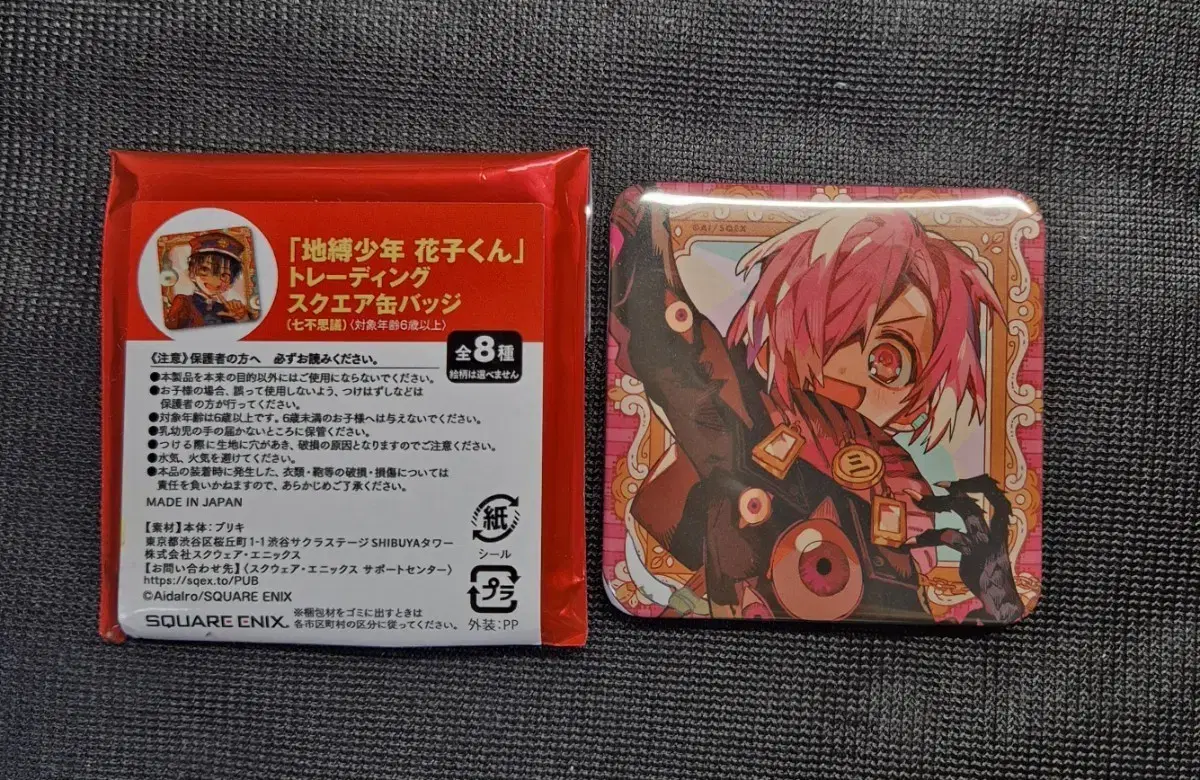 「地縛少年 花子くん」
トレーディング
スクエア缶バッジ
(七不思議)〈対象年齢6歳以上〉
全8種
絵柄は選べません
《注意》保護者の方へ 必ずお読みください。
●本製品を本来の目的以外にはご使用にならないでください。
●お子様の場合、誤って使用しないよう、つけはずしなどは
保護者の方が行ってください。
●対象年齢は6歳以上です。6歳未満のお子様へは与えないでください。
●乳幼児の手の届かないところに保管ください。
●つける際に生地に穴があき、破損の原因となりますのでご注意ください。
●水気、火気を避けてください。
●本品の装着時に発生した、衣類・鞄等の破損・損傷については
責任を負いかねますので、あらかじめご了承ください。
MADE IN JAPAN
【素材】本体:ブリキ
東京都渋谷区桜丘町1-1 渋谷サクラステージ SHIBUYAタワー
株式会社スクウェア・エニックス
【お問い合わせ先】〈スクウェア・エニックス サポートセンター〉
https://sqex.to/PUB
©AidaIro/SQUARE ENIX
SQUARE ENIX.
※梱包材をゴミに出すときは
各市区町村の区分に従ってください。
紙
シール
プラ
外装:PP
©AI/SQEX
三